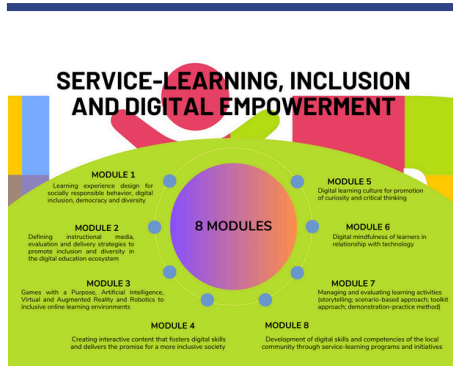 SERVICE-LEARNING, INCLUSION
AND DIGITAL EMPOWERMENT
MODULE 1
Learning experience design for
socially responsible behavior, digital
inclusion, democracy and diversity
MODULE 2
Defining instructional media,
evaluation and delivery strategies to
promote inclusion and diversity in
the digital education ecosystem
MODULE 3
Games with a Purpose, Artificial Intelligence,
Virtual and Augmented Reality and Robotics to
inclusive online learning environments
MODULE 4
Creating interactive content that fosters digital skills
and delivers the promise for a more inclusive society
8 MODULES
MODULE 5
Digital learning culture for promotion
of curiosity and critical thinking
MODULE 6
Digital mindfulness of learners in
relationship with technology
MODULE 7
Managing and evaluating learning activities
(storytelling; scenario-based approach; toolkit
approach; demonstration-practice method)
MODULE 8
Development of digital skills and competencies of the local
community through service-learning programs and initiatives